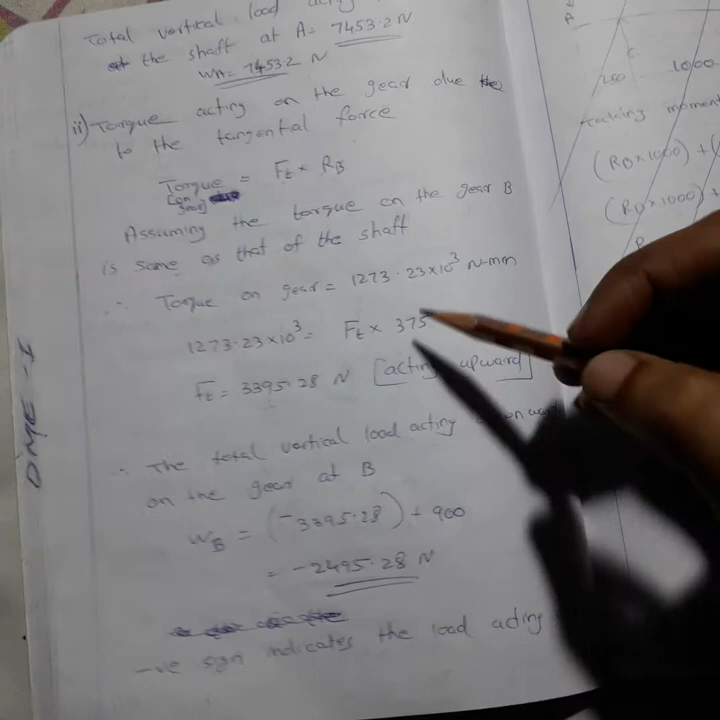 Total vertical load acting
the shaft at A = 7453.2 N
WA = 7453.2 N
ii) Torque acting on the gear due the
to the tangential force
Torque = Ft × RB
[on gear]
Assuming the torque on the gear B
is same as that of the shaft
∴ Torque on gear = 1273.23×10³ N-mm
1273.23×10³ = Ft × 375
Ft = 3395.28 N [acting upward]
∴ The total vertical load acting
on the gear at B
WB = (-3395.28) + 900
= -2495.28 N
-ve sign indicates the load acting
A
C
250 1000
moment
(RD×1000) + (
(RD×1000) +
DME-I